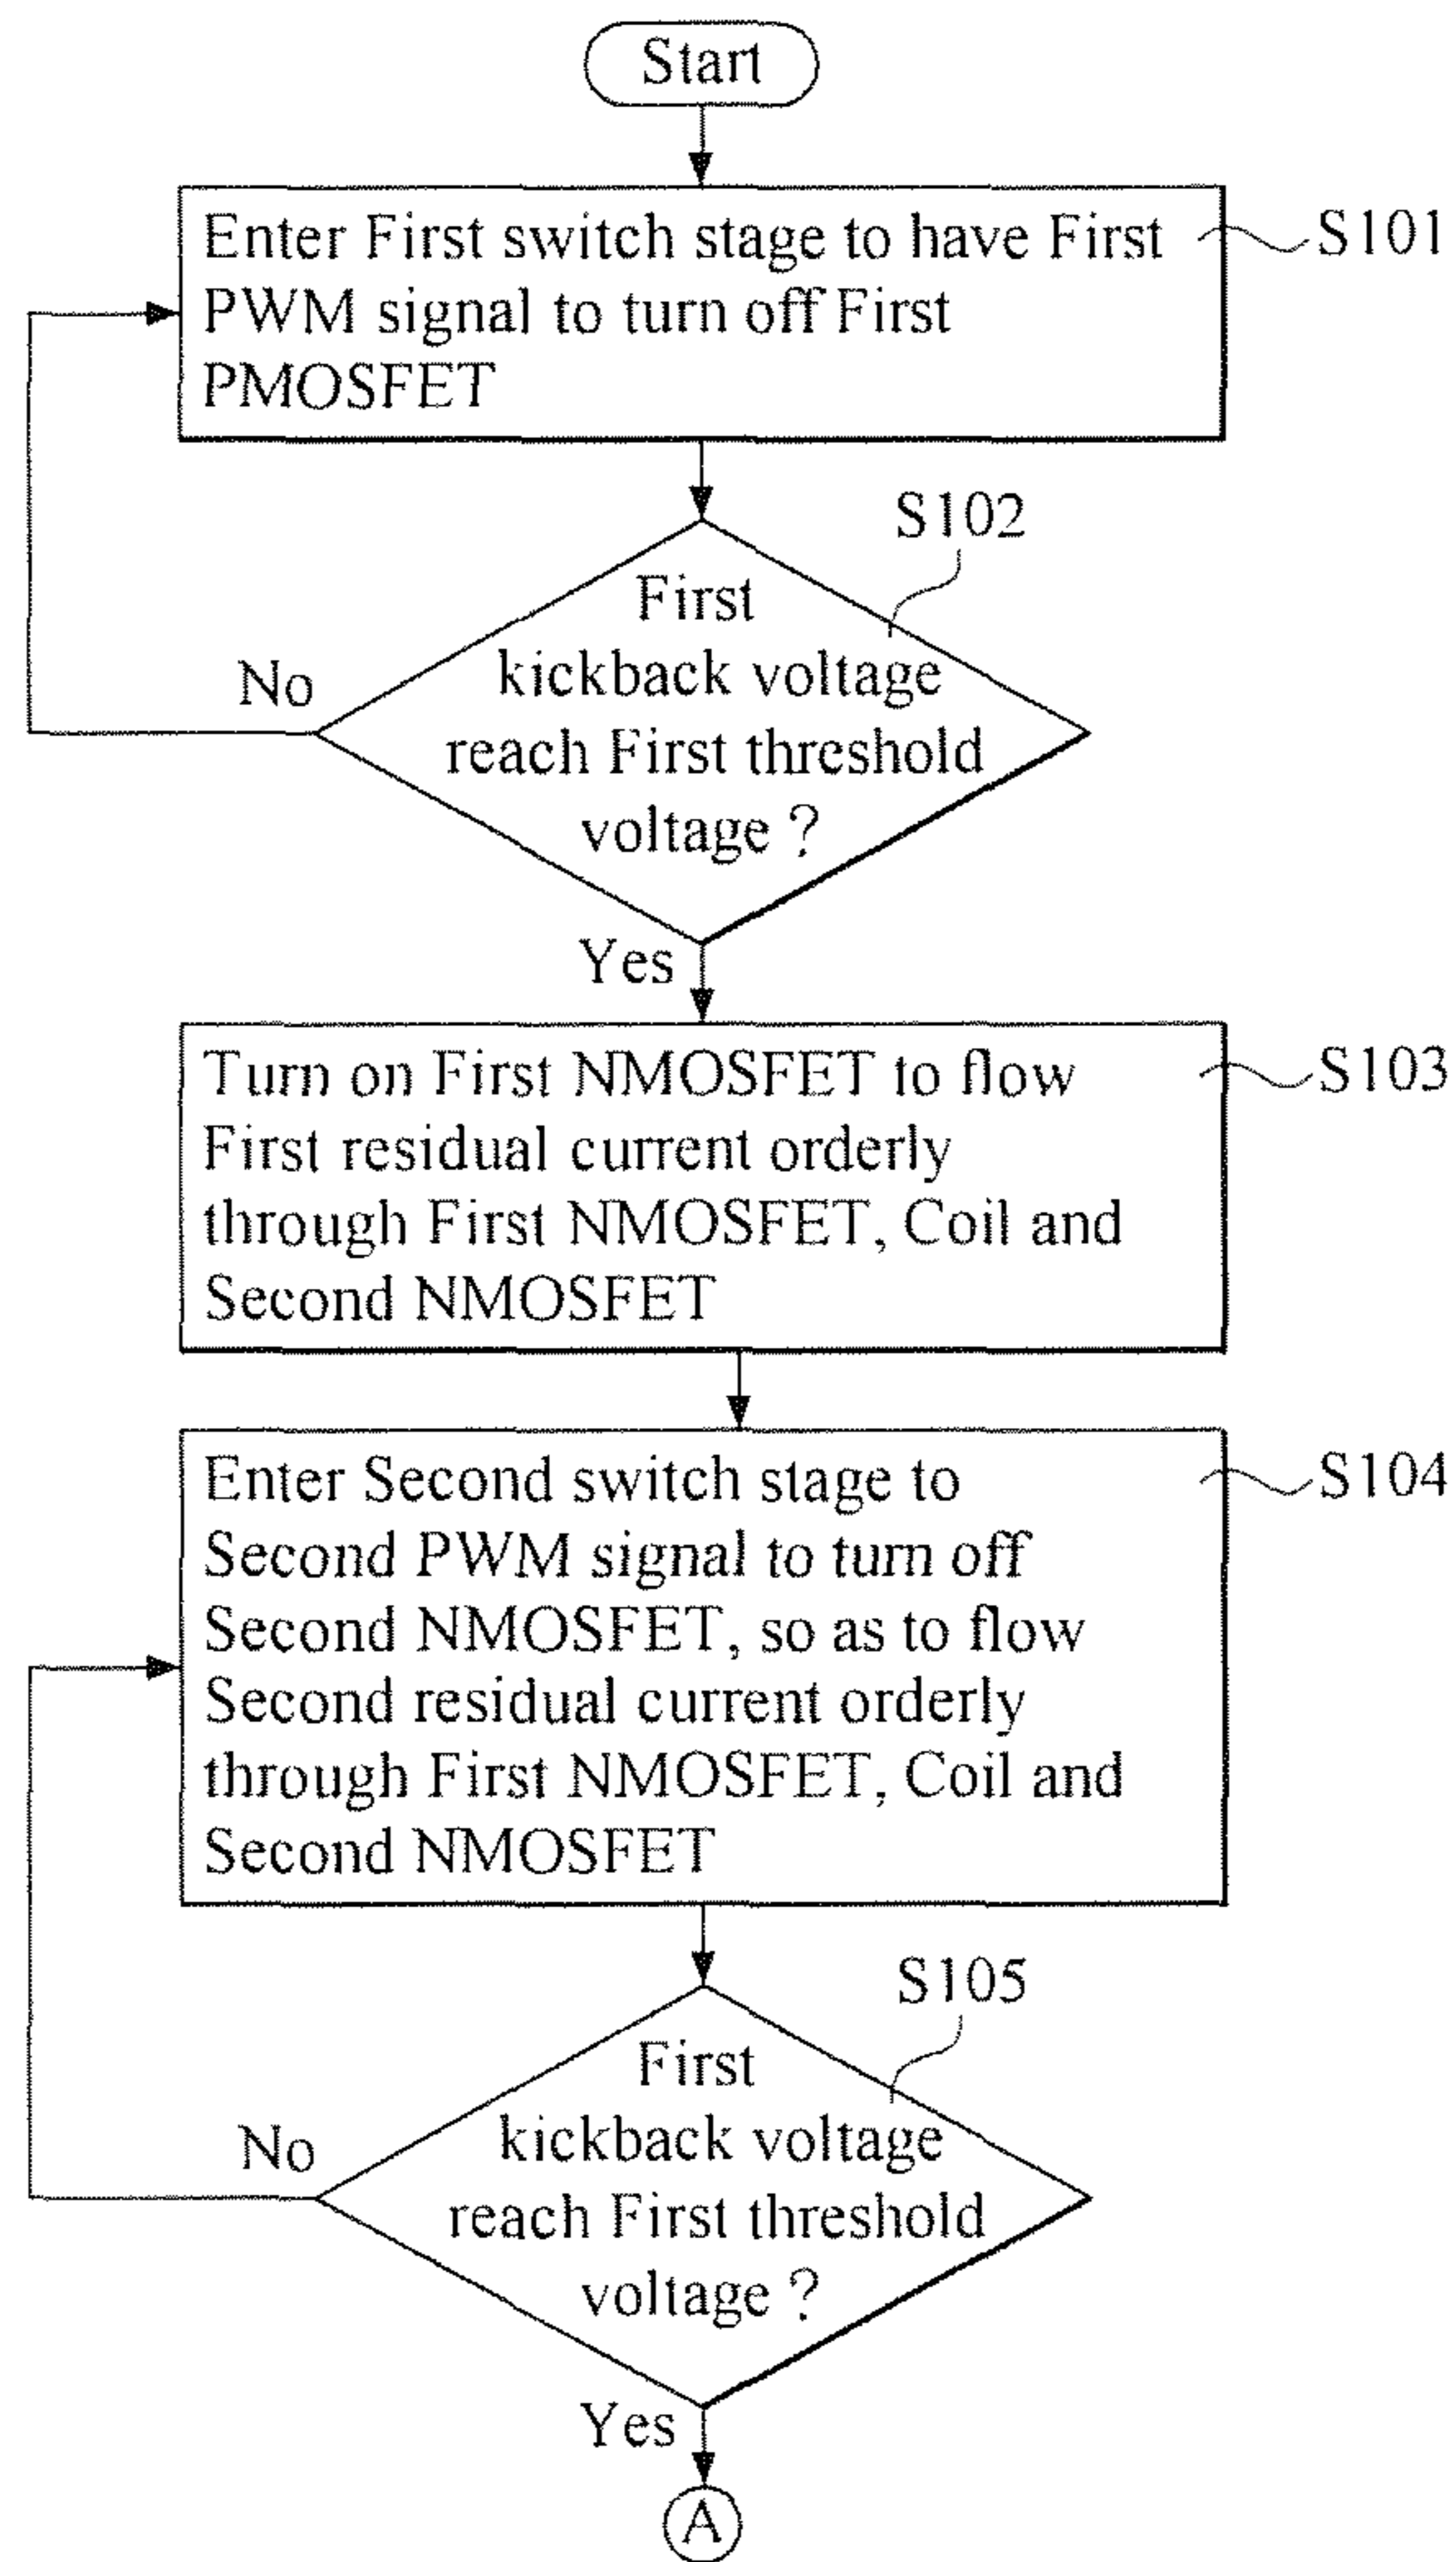 Start
Enter First switch stage to have First
PWM signal to turn off First
PMOSFET
S101
S102
First
kickback voltage
reach First threshold
voltage ?
No
Yes
Turn on First NMOSFET to flow
First residual current orderly
through First NMOSFET, Coil and
Second NMOSFET
S103
Enter Second switch stage to
Second PWM signal to turn off
Second NMOSFET, so as to flow
Second residual current orderly
through First NMOSFET, Coil and
Second NMOSFET
S104
S105
First
kickback voltage
reach First threshold
voltage ?
No
Yes
A